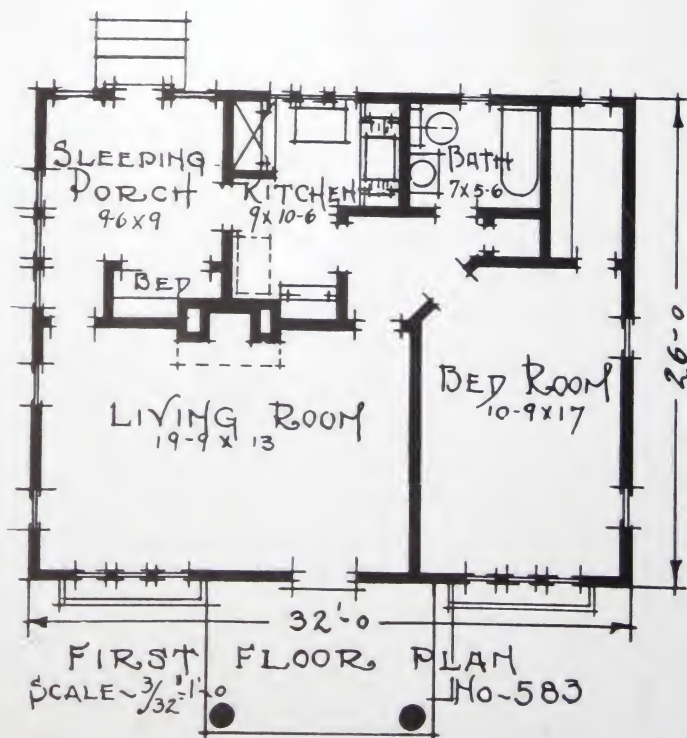 SLEEPING
PORCH
9-6 x 9
KITCHEN
9 x 10-6
BATH
7 x 5-6
BED
LIVING ROOM
19-9 x 13
BED ROOM
10-9 x 17
26-0
32'-0
FIRST FLOOR PLAN
SCALE ~ 3/32" = 1'-0
No ~ 583